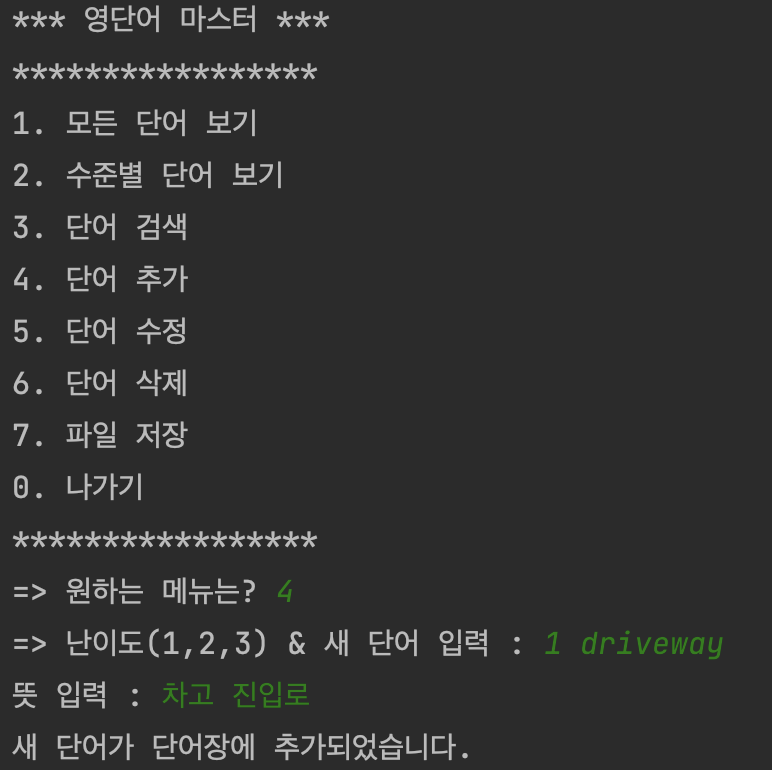 *** 영단어 마스터 ***
*****************
1. 모든 단어 보기
2. 수준별 단어 보기
3. 단어 검색
4. 단어 추가
5. 단어 수정
6. 단어 삭제
7. 파일 저장
0. 나가기
*****************
=> 원하는 메뉴는? 4
=> 난이도(1,2,3) & 새 단어 입력 : 1 driveway
뜻 입력 : 차고 진입로
새 단어가 단어장에 추가되었습니다.